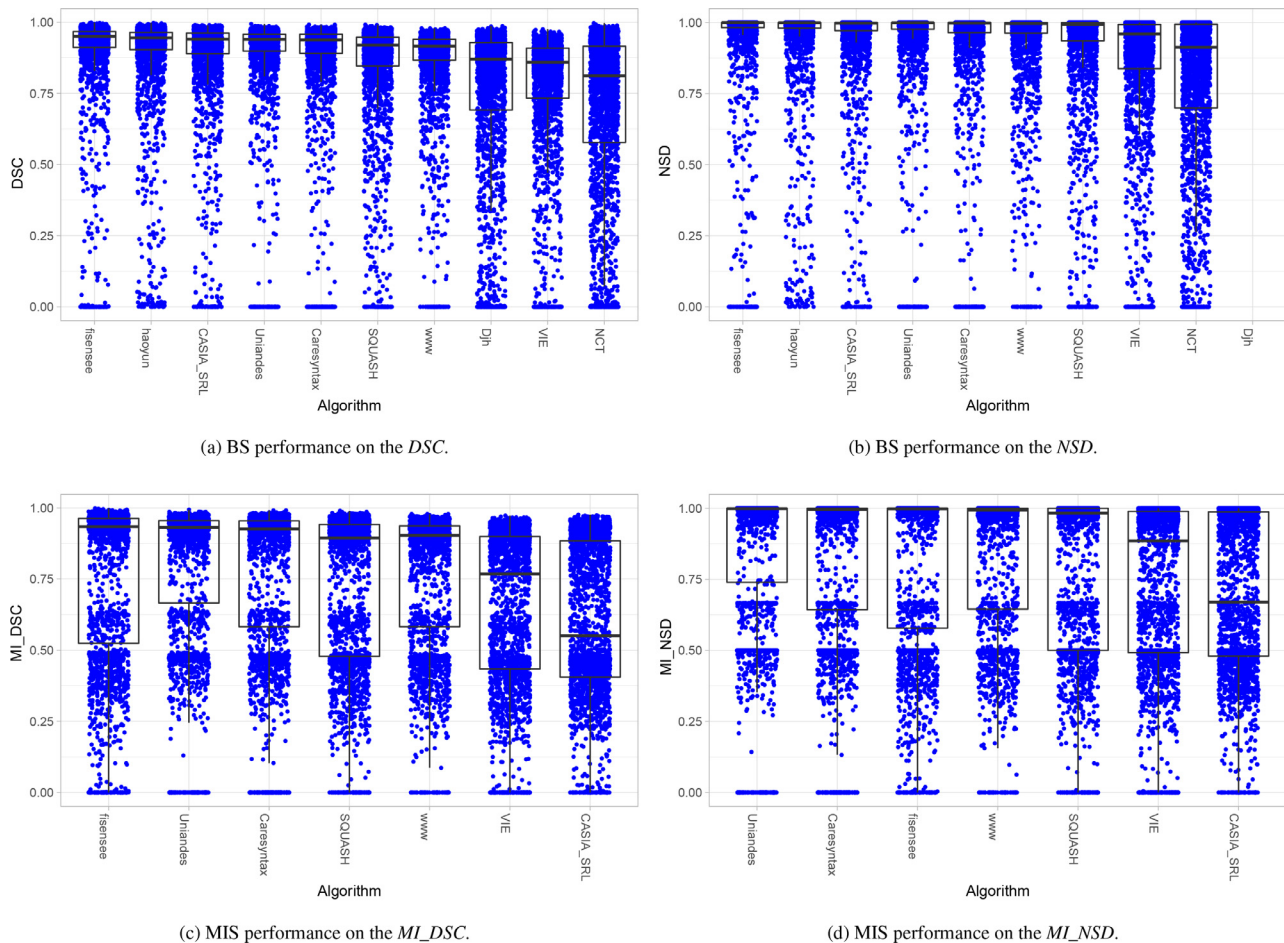 1.00
0.75
0.50
0.25
0.00
DSC
fisensee
haoyun
CASIA_SRL
Uniandes
Caresyntax
SQUASH
www
Djh
VIE
NCT
Algorithm
(a) BS performance on the DSC.
1.00
0.75
0.50
0.25
0.00
NSD
fisensee
haoyun
CASIA_SRL
Uniandes
Caresyntax
www
SQUASH
VIE
NCT
Djh
Algorithm
(b) BS performance on the NSD.
1.00
0.75
0.50
0.25
0.00
MI_DSC
fisensee
Uniandes
Caresyntax
SQUASH
www
VIE
CASIA_SRL
Algorithm
(c) MIS performance on the MI_DSC.
1.00
0.75
0.50
0.25
0.00
MI_NSD
Uniandes
Caresyntax
fisensee
www
SQUASH
VIE
CASIA_SRL
Algorithm
(d) MIS performance on the MI_NSD.